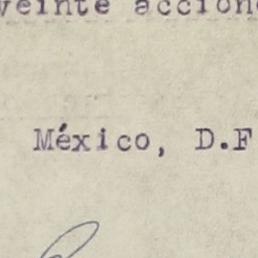 veinte accion
México, D.F